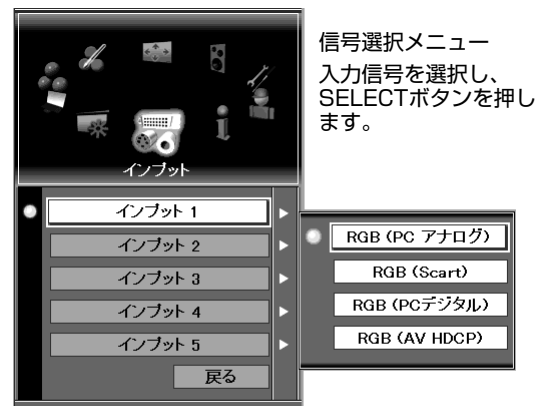 信号選択メニュー
入力信号を選択し、
SELECTボタンを押し
ます。
インプット
インプット 1
インプット 2
インプット 3
インプット 4
インプット 5
戻る
RGB (PC アナログ)
RGB (Scart)
RGB (PCデジタル)
RGB (AV HDCP)